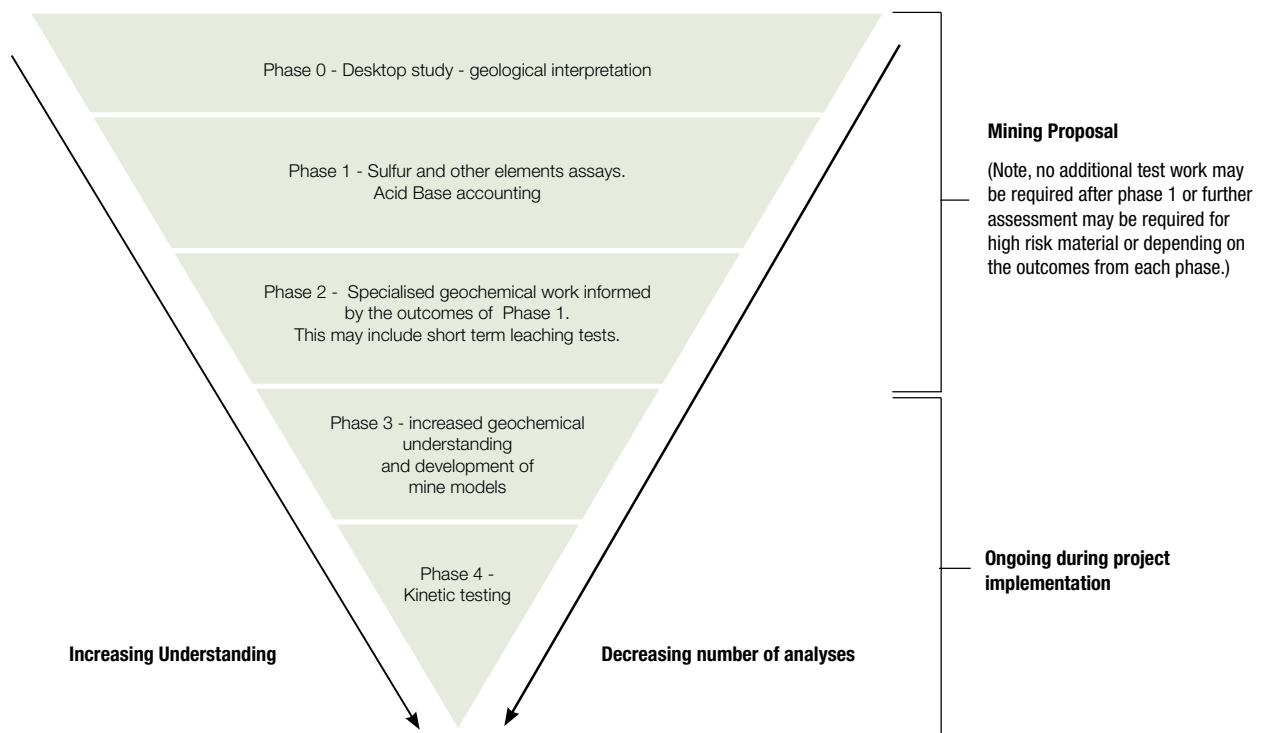 Phase 0 - Desktop study - geological interpretation
Phase 1 - Sulfur and other elements assays.
Acid Base accounting
Phase 2 - Specialised geochemical work informed
by the outcomes of Phase 1.
This may include short term leaching tests.
Phase 3 - increased geochemical
understanding
and development of
mine models
Phase 4 -
Kinetic testing
Increasing Understanding
Decreasing number of analyses
Mining Proposal
(Note, no additional test work may
be required after phase 1 or further
assessment may be required for
high risk material or depending on
the outcomes from each phase.)
Ongoing during project
implementation